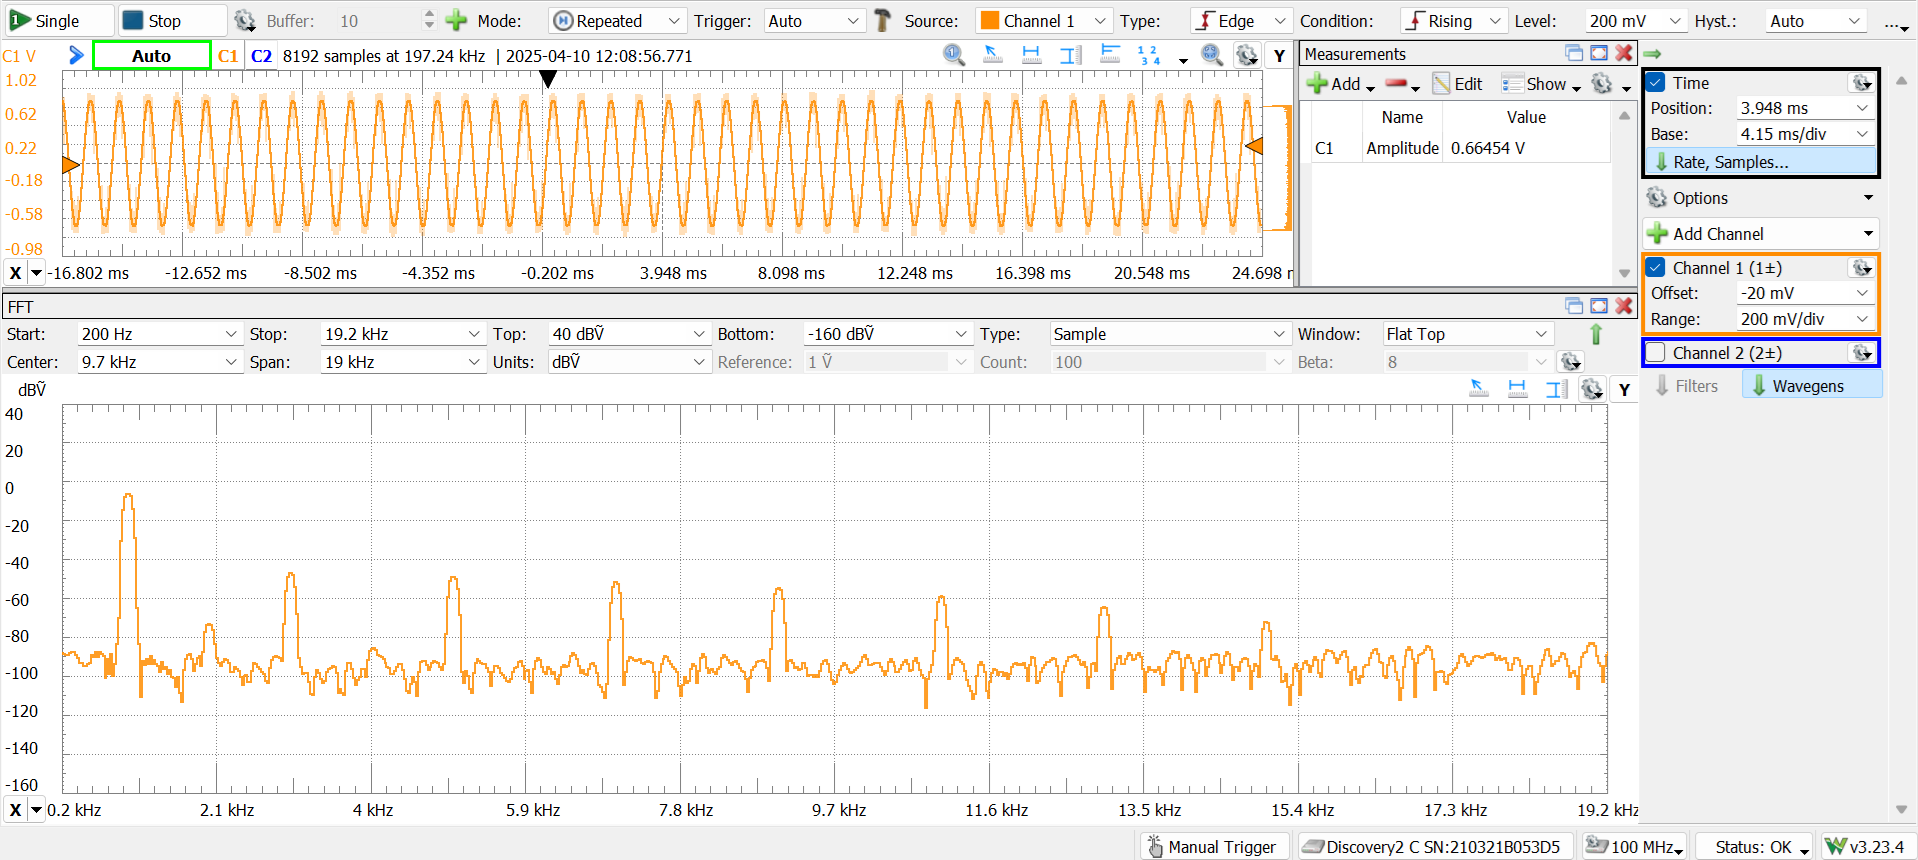 Single Stop Buffer: 10 Mode: Repeated Trigger: Auto Source: Channel 1 Type: Edge Condition: Rising Level: 200 mV Hyst.: Auto ...
C1 V Auto C1 C2 8192 samples at 197.24 kHz | 2025-04-10 12:08:56.771 Y
1.02
0.62
0.22
-0.18
-0.58
-0.98
X -16.802 ms -12.652 ms -8.502 ms -4.352 ms -0.202 ms 3.948 ms 8.098 ms 12.248 ms 16.398 ms 20.548 ms 24.698 m
Measurements
Add Edit Show
Name Value
C1 Amplitude 0.66454 V
Time
Position: 3.948 ms
Base: 4.15 ms/div
Rate, Samples...
Options
Add Channel
Channel 1 (1±)
Offset: -20 mV
Range: 200 mV/div
Channel 2 (2±)
Filters Wavegens
FFT
Start: 200 Hz Stop: 19.2 kHz Top: 40 dBṼ Bottom: -160 dBṼ Type: Sample Window: Flat Top
Center: 9.7 kHz Span: 19 kHz Units: dBṼ Reference: 1 Ṽ Count: 100 Beta: 8
dBṼ Y
40
20
0
-20
-40
-60
-80
-100
-120
-140
-160
X 0.2 kHz 2.1 kHz 4 kHz 5.9 kHz 7.8 kHz 9.7 kHz 11.6 kHz 13.5 kHz 15.4 kHz 17.3 kHz 19.2 kHz
Manual Trigger Discovery2 C SN:210321B053D5 100 MHz Status: OK W v3.23.4